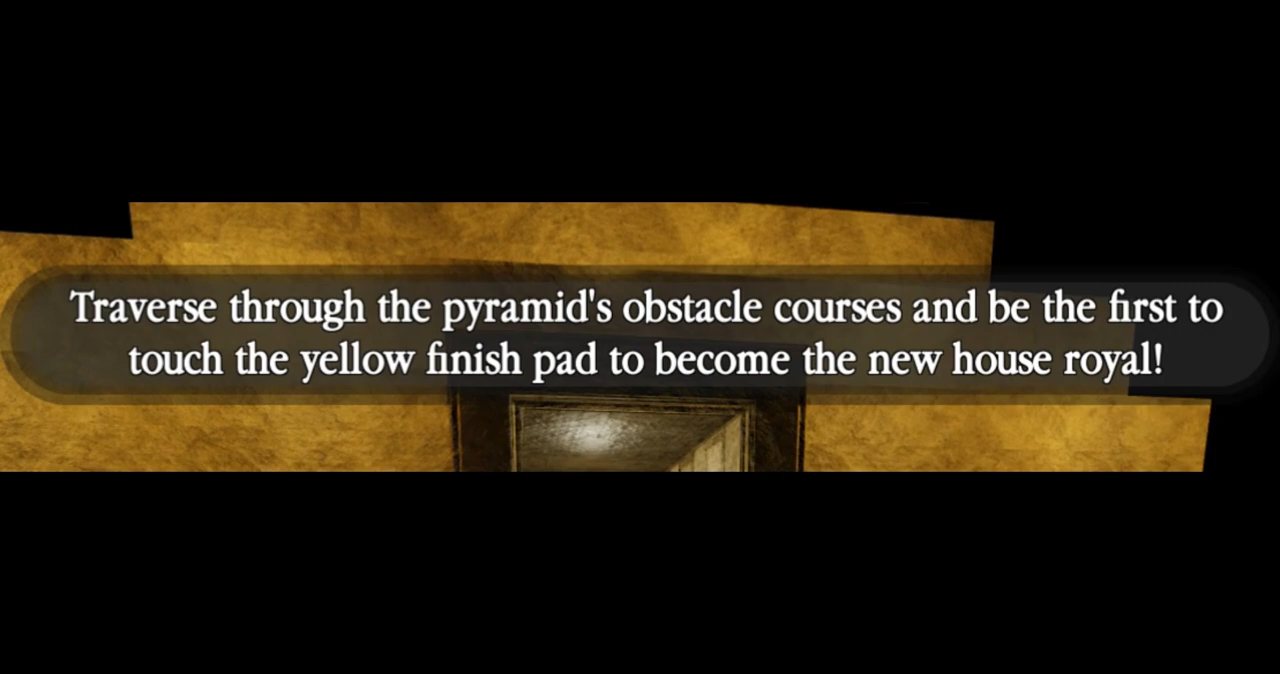 Traverse through the pyramid's obstacle courses and be the first to
touch the yellow finish pad to become the new house royal!